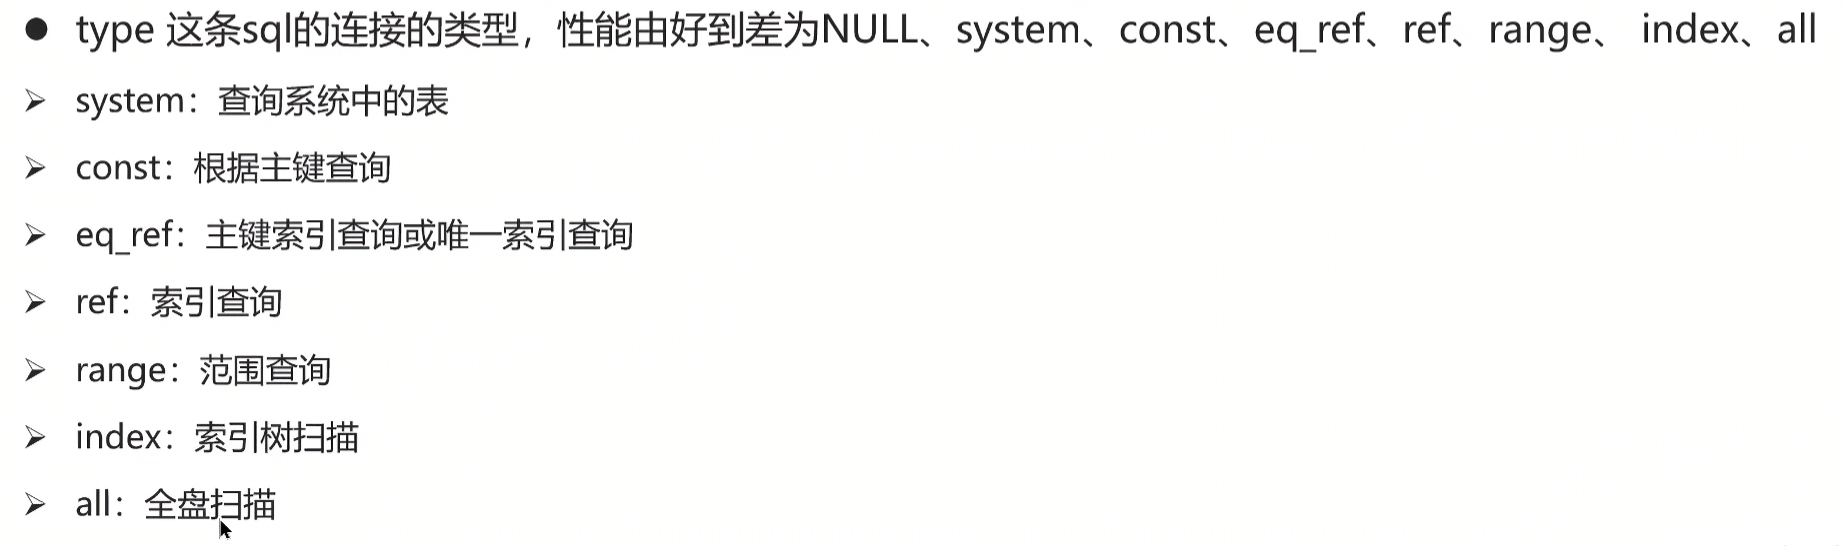 ● type 这条sql的连接的类型，性能由好到差为NULL、system、const、eq_ref、ref、range、 index、all
➢ system：查询系统中的表
➢ const：根据主键查询
➢ eq_ref：主键索引查询或唯一索引查询
➢ ref：索引查询
➢ range：范围查询
➢ index：索引树扫描
➢ all：全盘扫描